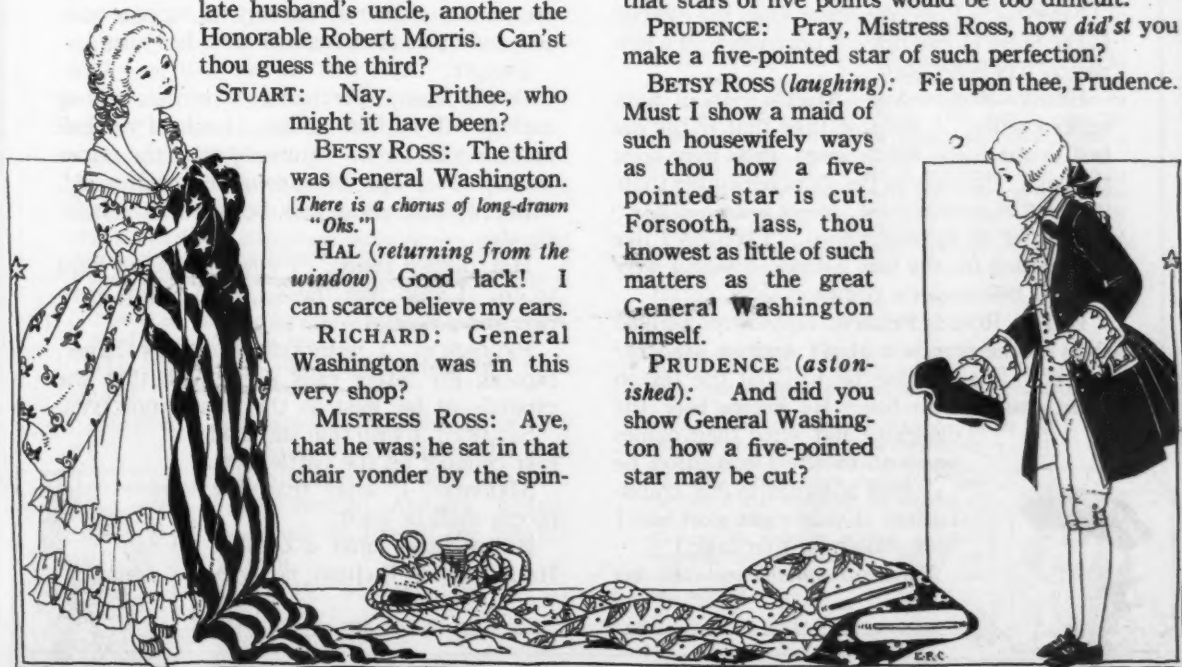 late husband's uncle, another the
Honorable Robert Morris. Can'st
thou guess the third?
STUART: Nay. Prithee, who
might it have been?
BETSY ROSS: The third
was General Washington.
[There is a chorus of long-drawn
"Ohs."]
HAL (returning from the
window) Good lack! I
can scarce believe my ears.
RICHARD: General
Washington was in this
very shop?
MISTRESS ROSS: Aye,
that he was; he sat in that
chair yonder by the spin-
that stars of five points would be too difficult.
PRUDENCE: Pray, Mistress Ross, how did'st you
make a five-pointed star of such perfection?
BETSY ROSS (laughing): Fie upon thee, Prudence.
Must I show a maid of
such housewifely ways
as thou how a five-
pointed star is cut.
Forsooth, lass, thou
knowest as little of such
matters as the great
General Washington
himself.
PRUDENCE (aston-
ished): And did you
show General Washing-
ton how a five-pointed
star may be cut?
E.R.C.